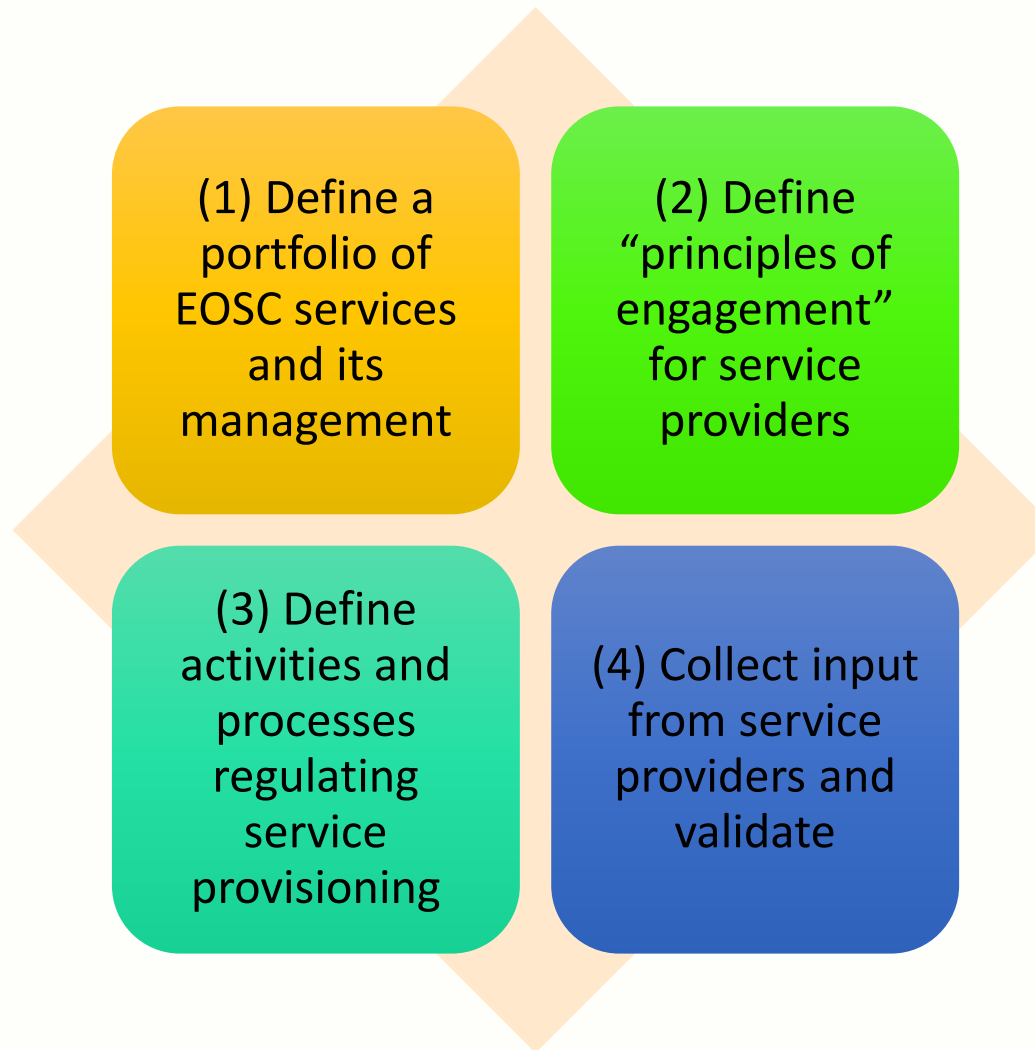 (1) Define a
portfolio of
EOSC services
and its
management
(2) Define
“principles of
engagement”
for service
providers
(3) Define
activities and
processes
regulating
service
provisioning
(4) Collect input
from service
providers and
validate